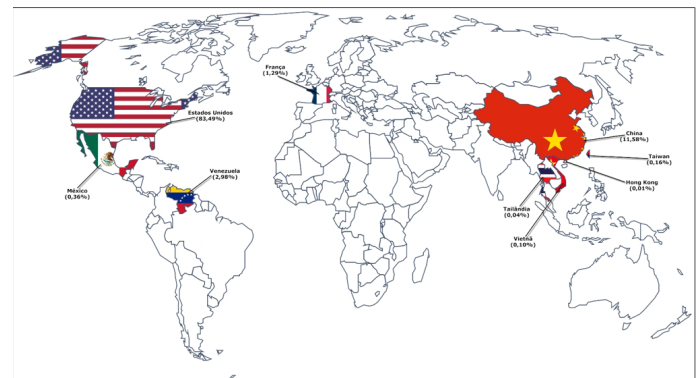 França
(1,29%)
Estados Unidos
(83,49%)
China
(11,58%)
Taiwan
(0,16%)
Venezuela
(2,98%)
Hong Kong
(0,01%)
México
(0,36%)
Tailândia
(0,04%)
Vietnã
(0,10%)